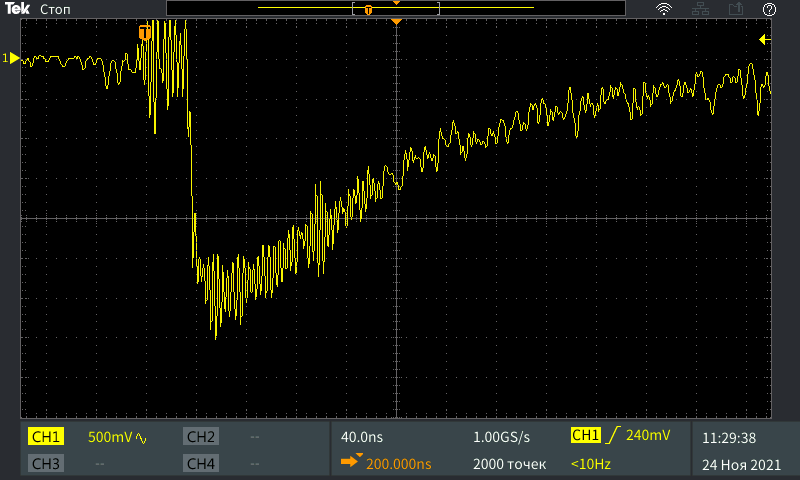 Tek Стоп
T
T
1
CH1 500mV CH2 -- 40.0ns 1.00GS/s CH1 240mV 11:29:38
CH3 -- CH4 -- 200.000ns 2000 точек <10Hz 24 Ноя 2021